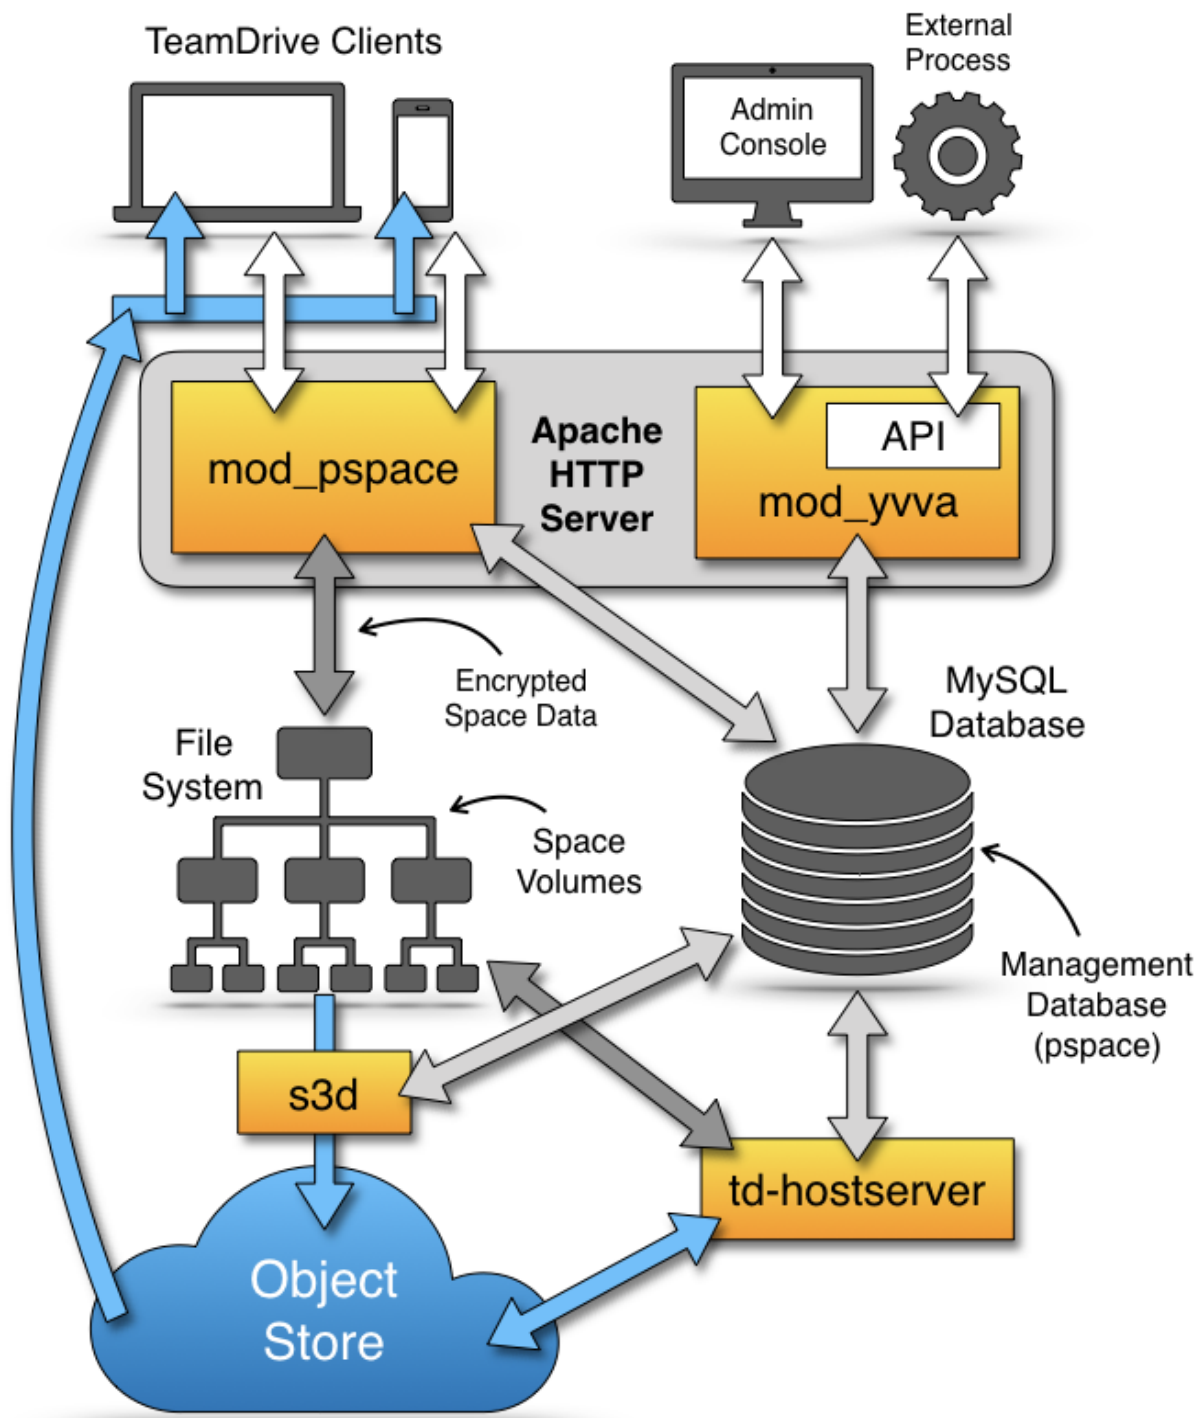 TeamDrive Clients
External
Process
Admin
Console
mod_pspace
Apache
HTTP
Server
API
mod_yvva
Encrypted
Space Data
MySQL
Database
File
System
Space
Volumes
Management
Database
(pspace)
s3d
td-hostserver
Object
Store